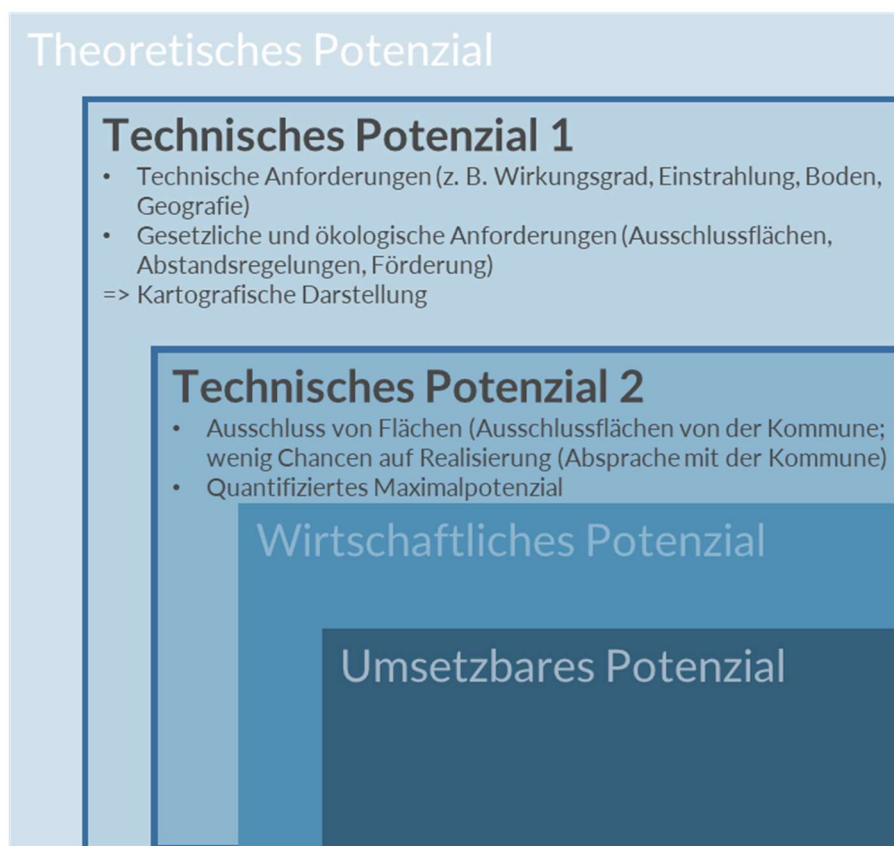 Theoretisches Potenzial
Technisches Potenzial 1
• Technische Anforderungen (z. B. Wirkungsgrad, Einstrahlung, Boden,
Geografie)
• Gesetzliche und ökologische Anforderungen (Ausschlussflächen,
Abstandsregelungen, Förderung)
=> Kartografische Darstellung
Technisches Potenzial 2
• Ausschluss von Flächen (Ausschlussflächen von der Kommune;
wenig Chancen auf Realisierung (Absprache mit der Kommune)
• Quantifiziertes Maximalpotenzial
Wirtschaftliches Potenzial
Umsetzbares Potenzial